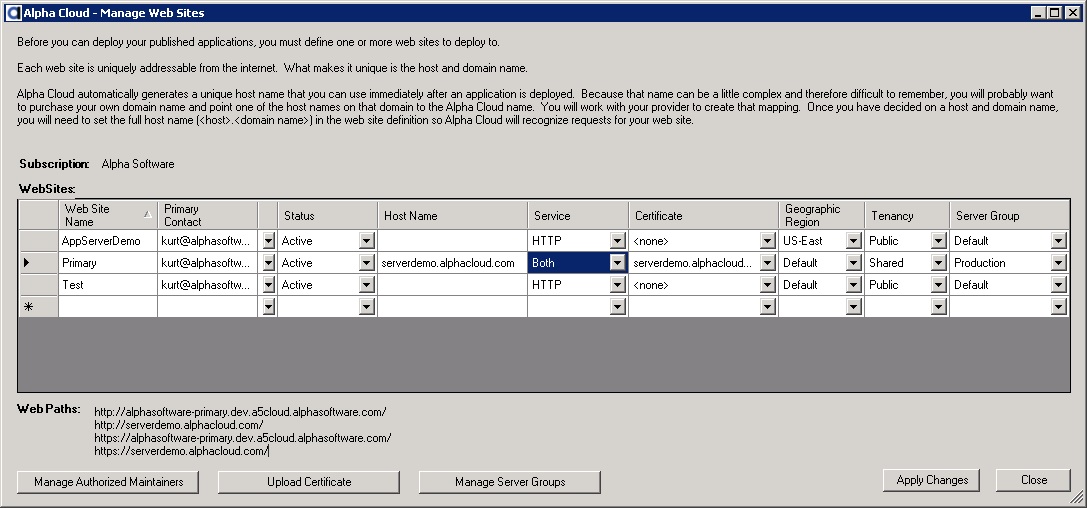 Alpha Cloud - Manage Web Sites
Before you can deploy your published applications, you must define one or more web sites to deploy to.
Each web site is uniquely addressable from the internet.  What makes it unique is the host and domain name.
Alpha Cloud automatically generates a unique host name that you can use immediately after an application is deployed.  Because that name can be a little complex and therefore difficult to remember, you will probably want
to purchase your own domain name and point one of the host names on that domain to the Alpha Cloud name.  You will work with your provider to create that mapping.  Once you have decided on a host and domain name,
you will need to set the full host name (<host>.<domain name>) in the web site definition so Alpha Cloud will recognize requests for your web site.
Subscription: Alpha Software
WebSites:
Web Site Name Primary Contact Status Host Name Service Certificate Geographic Region Tenancy Server Group
AppServerDemo kurt@alphasoftw... Active HTTP <none> US-East Public Default
Primary kurt@alphasoftw... Active serverdemo.alphacloud.com Both serverdemo.alphacloud... Default Shared Production
Test kurt@alphasoftw... Active HTTP <none> Default Public Default
Web Paths: http://alphasoftware-primary.dev.a5cloud.alphasoftware.com/
http://serverdemo.alphacloud.com/
https://alphasoftware-primary.dev.a5cloud.alphasoftware.com/
https://serverdemo.alphacloud.com/
Manage Authorized Maintainers Upload Certificate Manage Server Groups Apply Changes Close